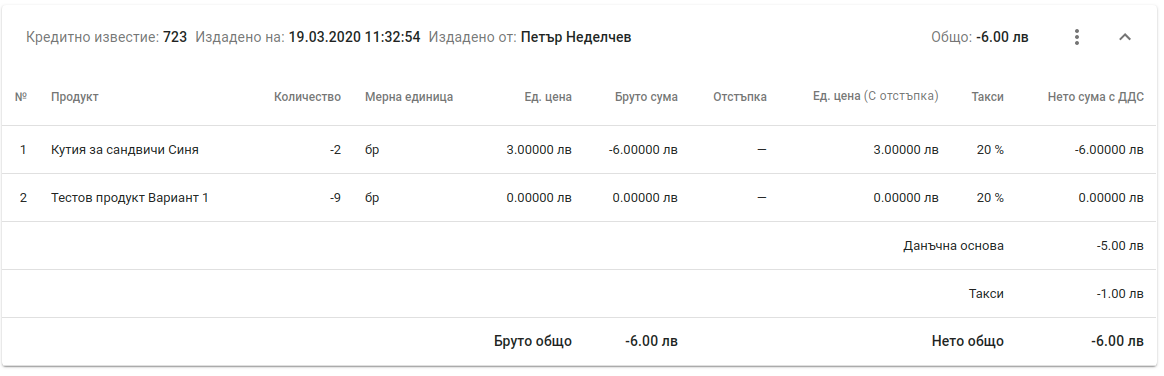 Кредитно известие: 723 Издадено на: 19.03.2020 11:32:54 Издадено от: Петър Неделчев Общо: -6.00 лв
№ Продукт Количество Мерна единица Ед. цена Бруто сума Отстъпка Ед. цена (С отстъпка) Такси Нето сума с ДДС
1 Кутия за сандвичи Синя -2 бр 3.00000 лв -6.00000 лв — 3.00000 лв 20 % -6.00000 лв
2 Тестов продукт Вариант 1 -9 бр 0.00000 лв 0.00000 лв — 0.00000 лв 20 % 0.00000 лв
Данъчна основа -5.00 лв
Такси -1.00 лв
Бруто общо -6.00 лв Нето общо -6.00 лв